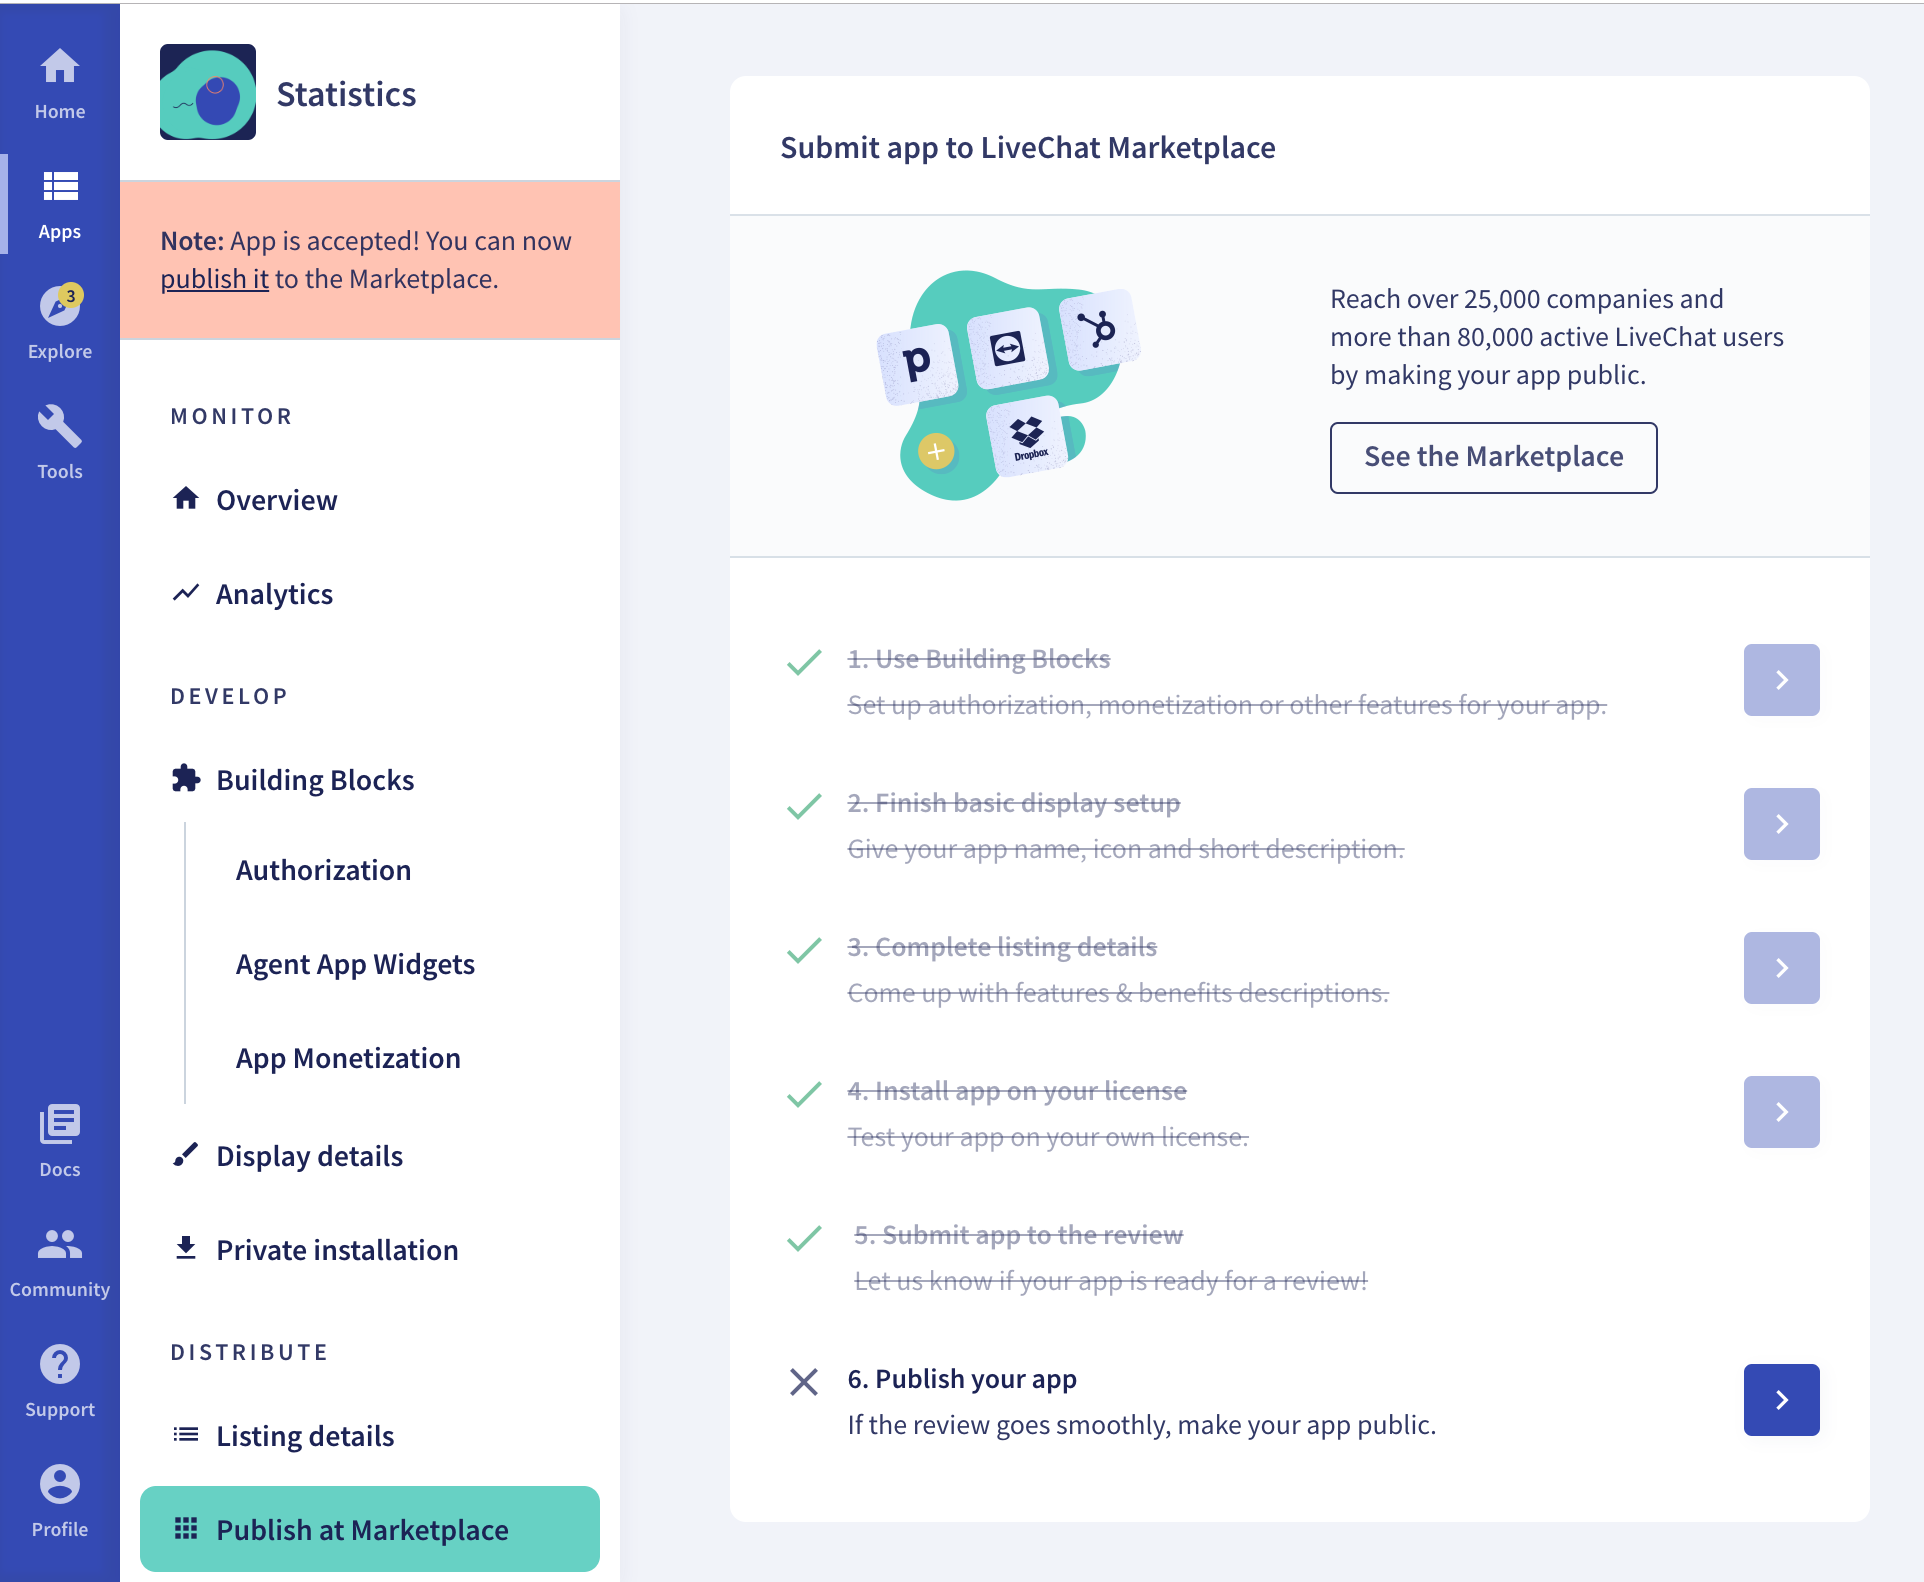 Home
Apps
3
Explore
Tools
Docs
Community
Support
Profile
Statistics
Note: App is accepted! You can now
publish it to the Marketplace.
MONITOR
Overview
Analytics
DEVELOP
Building Blocks
Authorization
Agent App Widgets
App Monetization
Display details
Private installation
DISTRIBUTE
Listing details
Publish at Marketplace
Submit app to LiveChat Marketplace
p
Dropbox
Reach over 25,000 companies and
more than 80,000 active LiveChat users
by making your app public.
See the Marketplace
1. Use Building Blocks
Set up authorization, monetization or other features for your app.
2. Finish basic display setup
Give your app name, icon and short description.
3. Complete listing details
Come up with features & benefits descriptions.
4. Install app on your license
Test your app on your own license.
5. Submit app to the review
Let us know if your app is ready for a review!
6. Publish your app
If the review goes smoothly, make your app public.